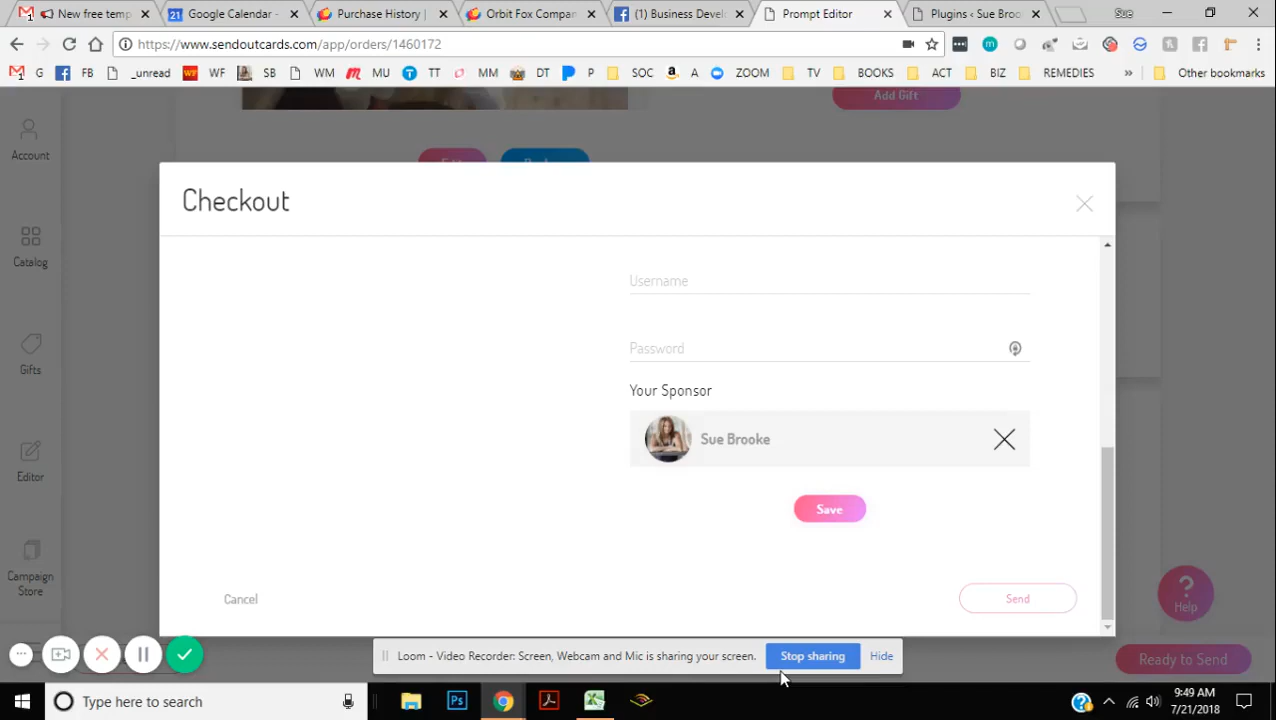 New free temp
Google Calendar -
Purchase History |
Orbit Fox Compan
(1) Business Devel
Prompt Editor
Plugins ‹ Sue Broo
Sue
https://www.sendoutcards.com/app/orders/1460172
G FB _unread WF SB WM MU TT MM DT P SOC A ZOOM TV BOOKS ACT BIZ REMEDIES » Other bookmarks
Add Gift
Account
Checkout
Catalog
Username
Password
Gifts
Your Sponsor
Sue Brooke
Editor
Save
Campaign
Store
Cancel
Send
Help
Loom - Video Recorder: Screen, Webcam and Mic is sharing your screen.
Stop sharing
Hide
Ready to Send
Type here to search
9:49 AM
7/21/2018